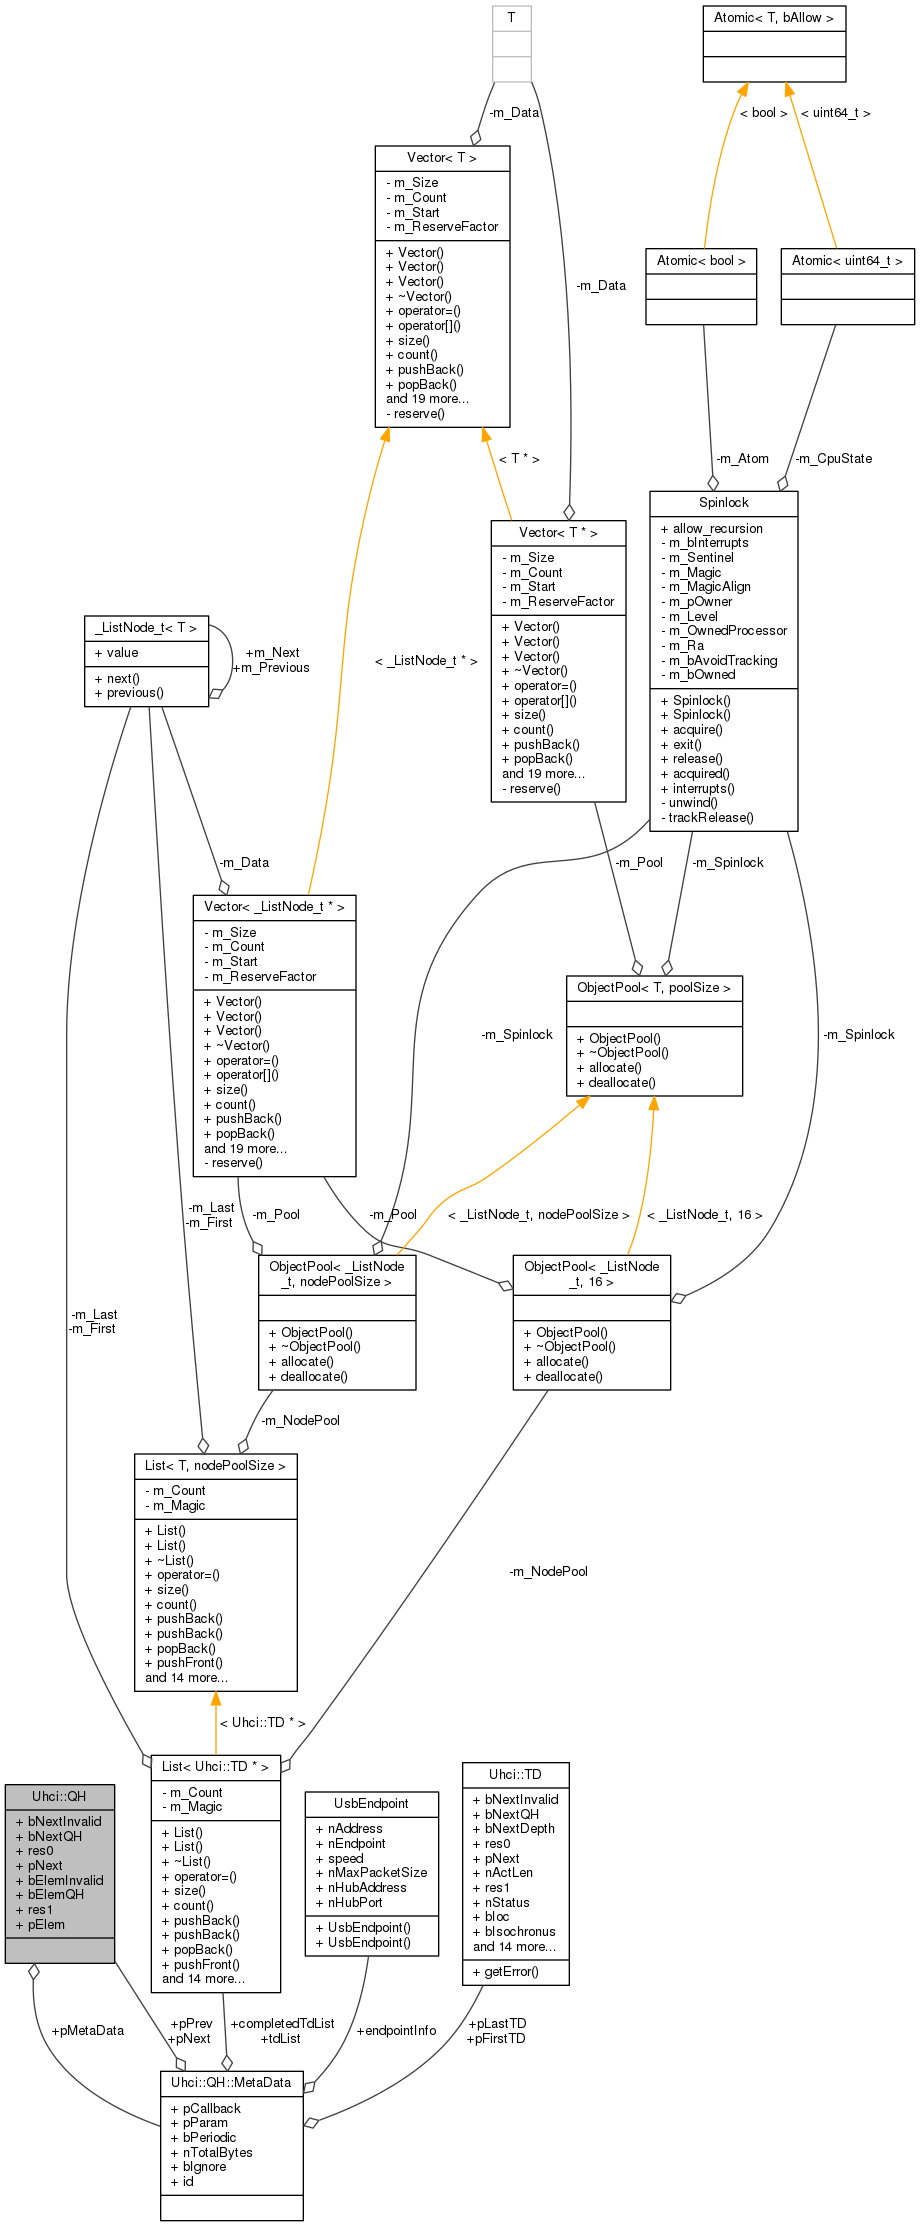 T
Atomic< T, bAllow >
< bool >
< uint64_t >
-m_Data
Vector< T >
- m_Size
- m_Count
- m_Start
- m_ReserveFactor
+ Vector()
+ Vector()
+ Vector()
+ ~Vector()
+ operator=()
+ operator[]()
+ size()
+ count()
+ pushBack()
+ popBack()
and 19 more...
- reserve()
Atomic< bool >
Atomic< uint64_t >
-m_Data
< T * >
-m_Atom
-m_CpuState
Spinlock
+ allow_recursion
- m_bInterrupts
- m_Sentinel
- m_Magic
- m_MagicAlign
- m_pOwner
- m_Level
- m_OwnedProcessor
- m_Ra
- m_bAvoidTracking
- m_bOwned
+ Spinlock()
+ Spinlock()
+ acquire()
+ exit()
+ release()
+ acquired()
+ interrupts()
- unwind()
- trackRelease()
Vector< T * >
- m_Size
- m_Count
- m_Start
- m_ReserveFactor
+ Vector()
+ Vector()
+ Vector()
+ ~Vector()
+ operator=()
+ operator[]()
+ size()
+ count()
+ pushBack()
+ popBack()
and 19 more...
- reserve()
_ListNode_t< T >
+ value
+ next()
+ previous()
+m_Next
+m_Previous
< _ListNode_t * >
-m_Data
-m_Pool
-m_Spinlock
Vector< _ListNode_t * >
- m_Size
- m_Count
- m_Start
- m_ReserveFactor
+ Vector()
+ Vector()
+ Vector()
+ ~Vector()
+ operator=()
+ operator[]()
+ size()
+ count()
+ pushBack()
+ popBack()
and 19 more...
- reserve()
ObjectPool< T, poolSize >
+ ObjectPool()
+ ~ObjectPool()
+ allocate()
+ deallocate()
-m_Spinlock
-m_Spinlock
-m_Last
-m_First
-m_Pool
-m_Pool
< _ListNode_t, nodePoolSize >
< _ListNode_t, 16 >
ObjectPool< _ListNode
_t, nodePoolSize >
+ ObjectPool()
+ ~ObjectPool()
+ allocate()
+ deallocate()
ObjectPool< _ListNode
_t, 16 >
+ ObjectPool()
+ ~ObjectPool()
+ allocate()
+ deallocate()
-m_Last
-m_First
-m_NodePool
List< T, nodePoolSize >
- m_Count
- m_Magic
+ List()
+ List()
+ ~List()
+ operator=()
+ size()
+ count()
+ pushBack()
+ pushBack()
+ popBack()
+ pushFront()
and 14 more...
-m_NodePool
< Uhci::TD * >
List< Uhci::TD * >
- m_Count
- m_Magic
+ List()
+ List()
+ ~List()
+ operator=()
+ size()
+ count()
+ pushBack()
+ pushBack()
+ popBack()
+ pushFront()
and 14 more...
Uhci::QH
+ bNextInvalid
+ bNextQH
+ res0
+ pNext
+ bElemInvalid
+ bElemQH
+ res1
+ pElem
UsbEndpoint
+ nAddress
+ nEndpoint
+ speed
+ nMaxPacketSize
+ nHubAddress
+ nHubPort
+ UsbEndpoint()
+ UsbEndpoint()
Uhci::TD
+ bNextInvalid
+ bNextQH
+ bNextDepth
+ res0
+ pNext
+ nActLen
+ res1
+ nStatus
+ bIoc
+ bIsochronus
and 14 more...
+ getError()
+pMetaData
+pPrev
+pNext
+completedTdList
+tdList
+endpointInfo
+pLastTD
+pFirstTD
Uhci::QH::MetaData
+ pCallback
+ pParam
+ bPeriodic
+ nTotalBytes
+ bIgnore
+ id